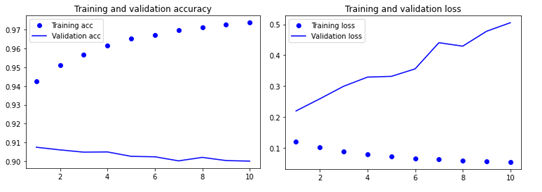 Training and validation accuracy
Training acc
Validation acc
0.97
0.96
0.95
0.94
0.93
0.92
0.91
0.90
2 4 6 8 10
Training and validation loss
Training loss
Validation loss
0.5
0.4
0.3
0.2
0.1
2 4 6 8 10